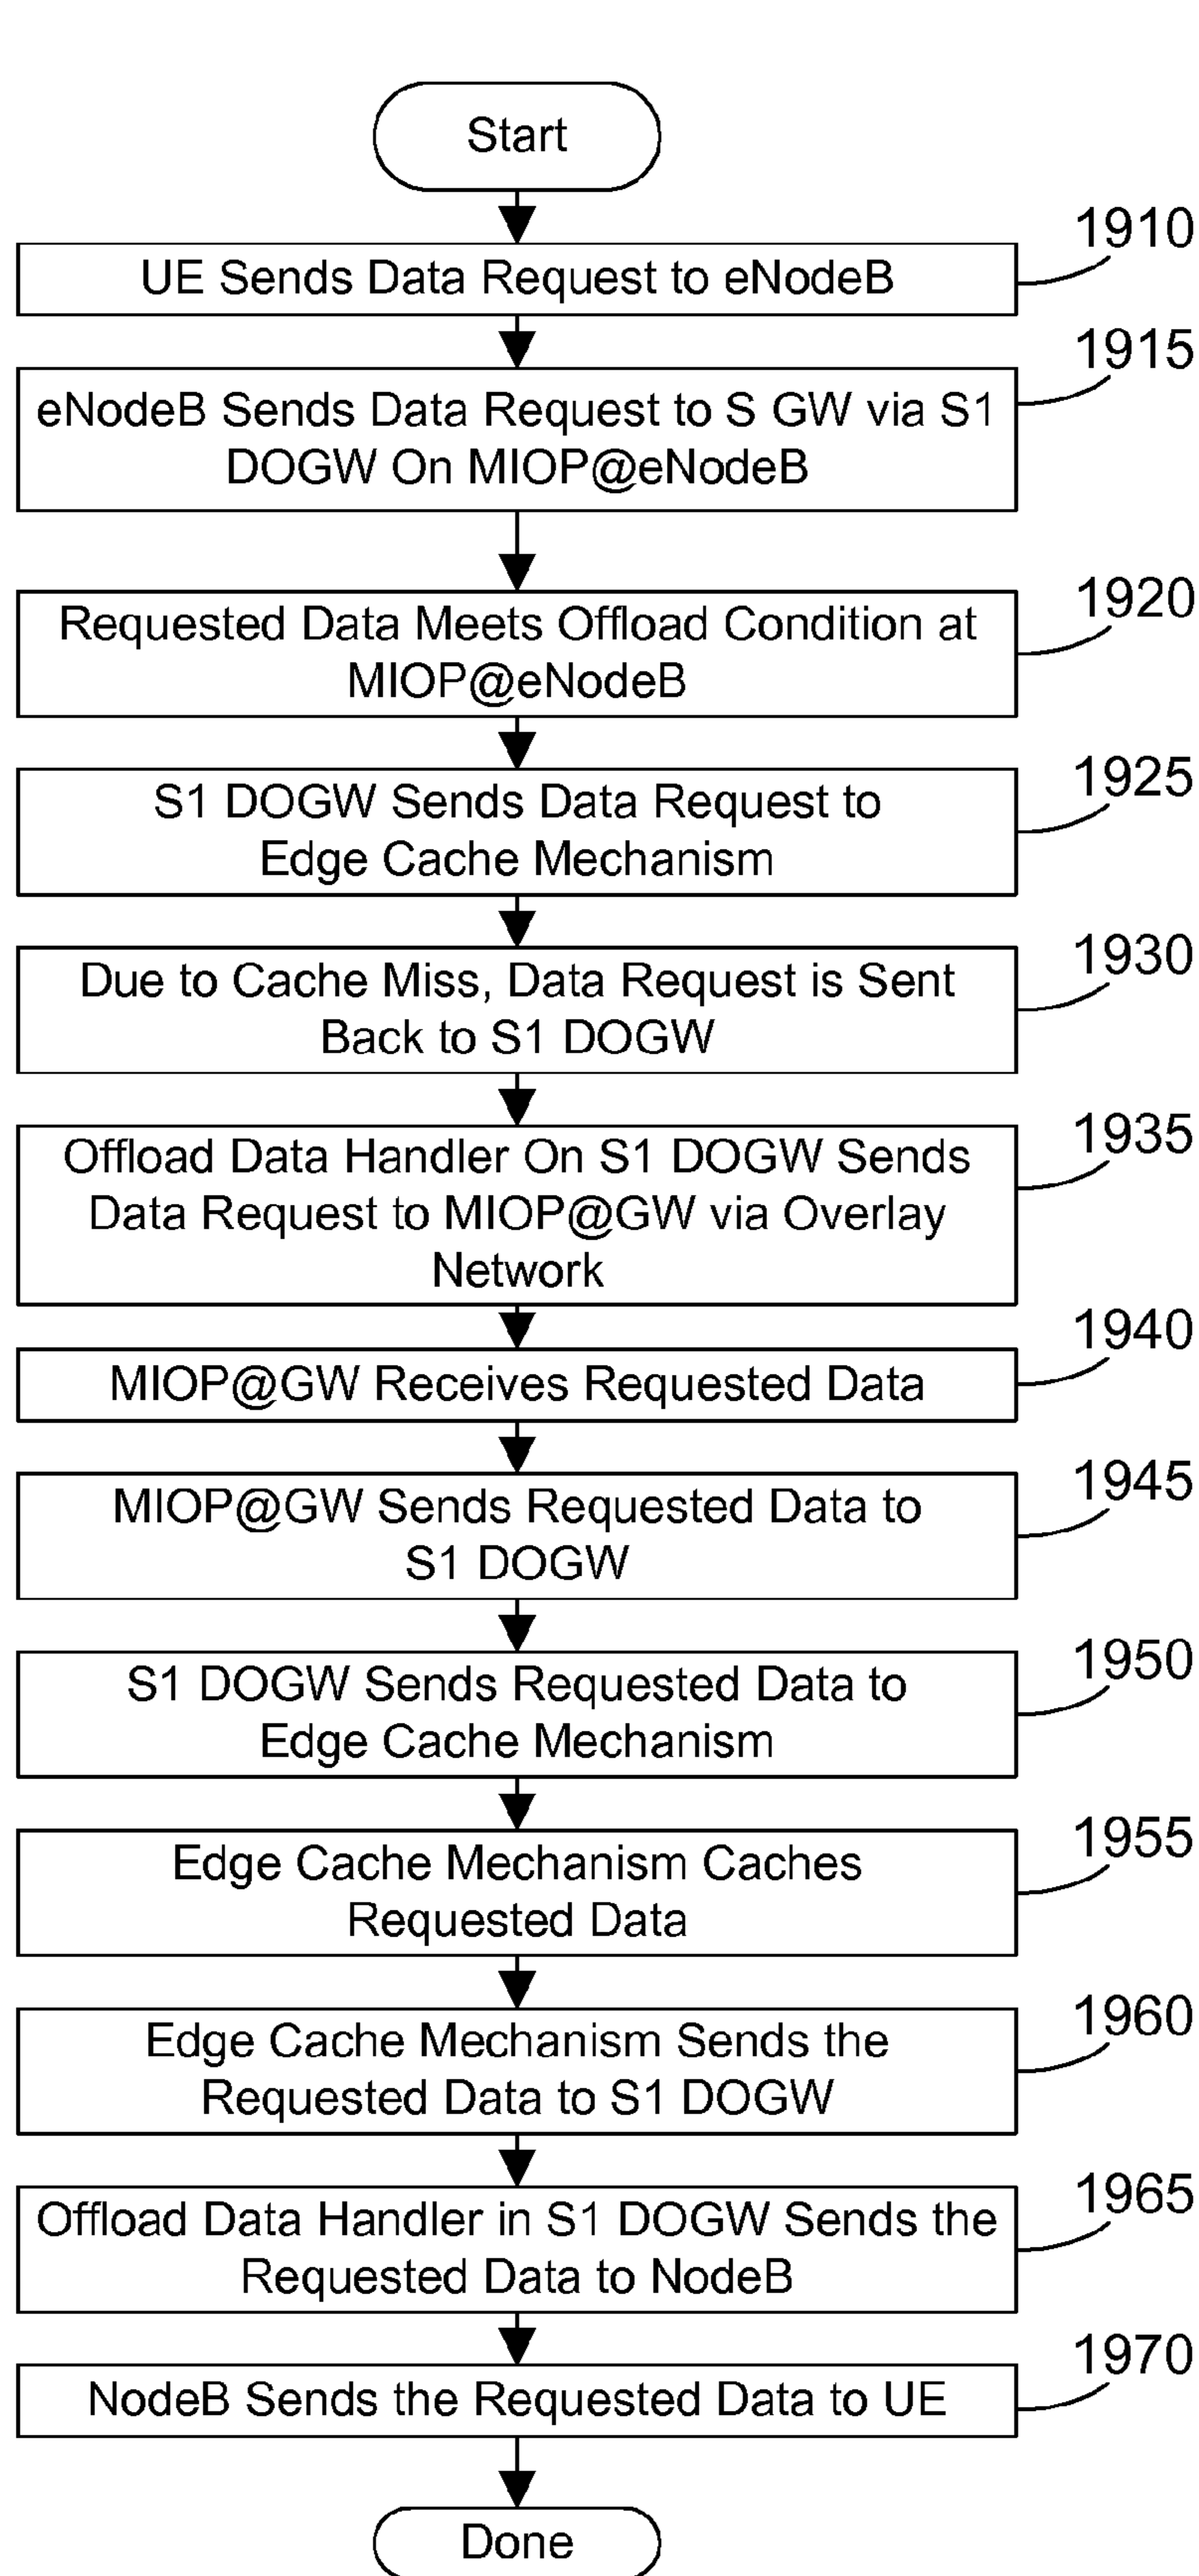 Start
1910
UE Sends Data Request to eNodeB
1915
eNodeB Sends Data Request to S GW via S1
DOGW On MIOP@eNodeB
1920
Requested Data Meets Offload Condition at
MIOP@eNodeB
1925
S1 DOGW Sends Data Request to
Edge Cache Mechanism
1930
Due to Cache Miss, Data Request is Sent
Back to S1 DOGW
1935
Offload Data Handler On S1 DOGW Sends
Data Request to MIOP@GW via Overlay
Network
1940
MIOP@GW Receives Requested Data
1945
MIOP@GW Sends Requested Data to
S1 DOGW
1950
S1 DOGW Sends Requested Data to
Edge Cache Mechanism
1955
Edge Cache Mechanism Caches
Requested Data
1960
Edge Cache Mechanism Sends the
Requested Data to S1 DOGW
1965
Offload Data Handler in S1 DOGW Sends the
Requested Data to NodeB
1970
NodeB Sends the Requested Data to UE
Done